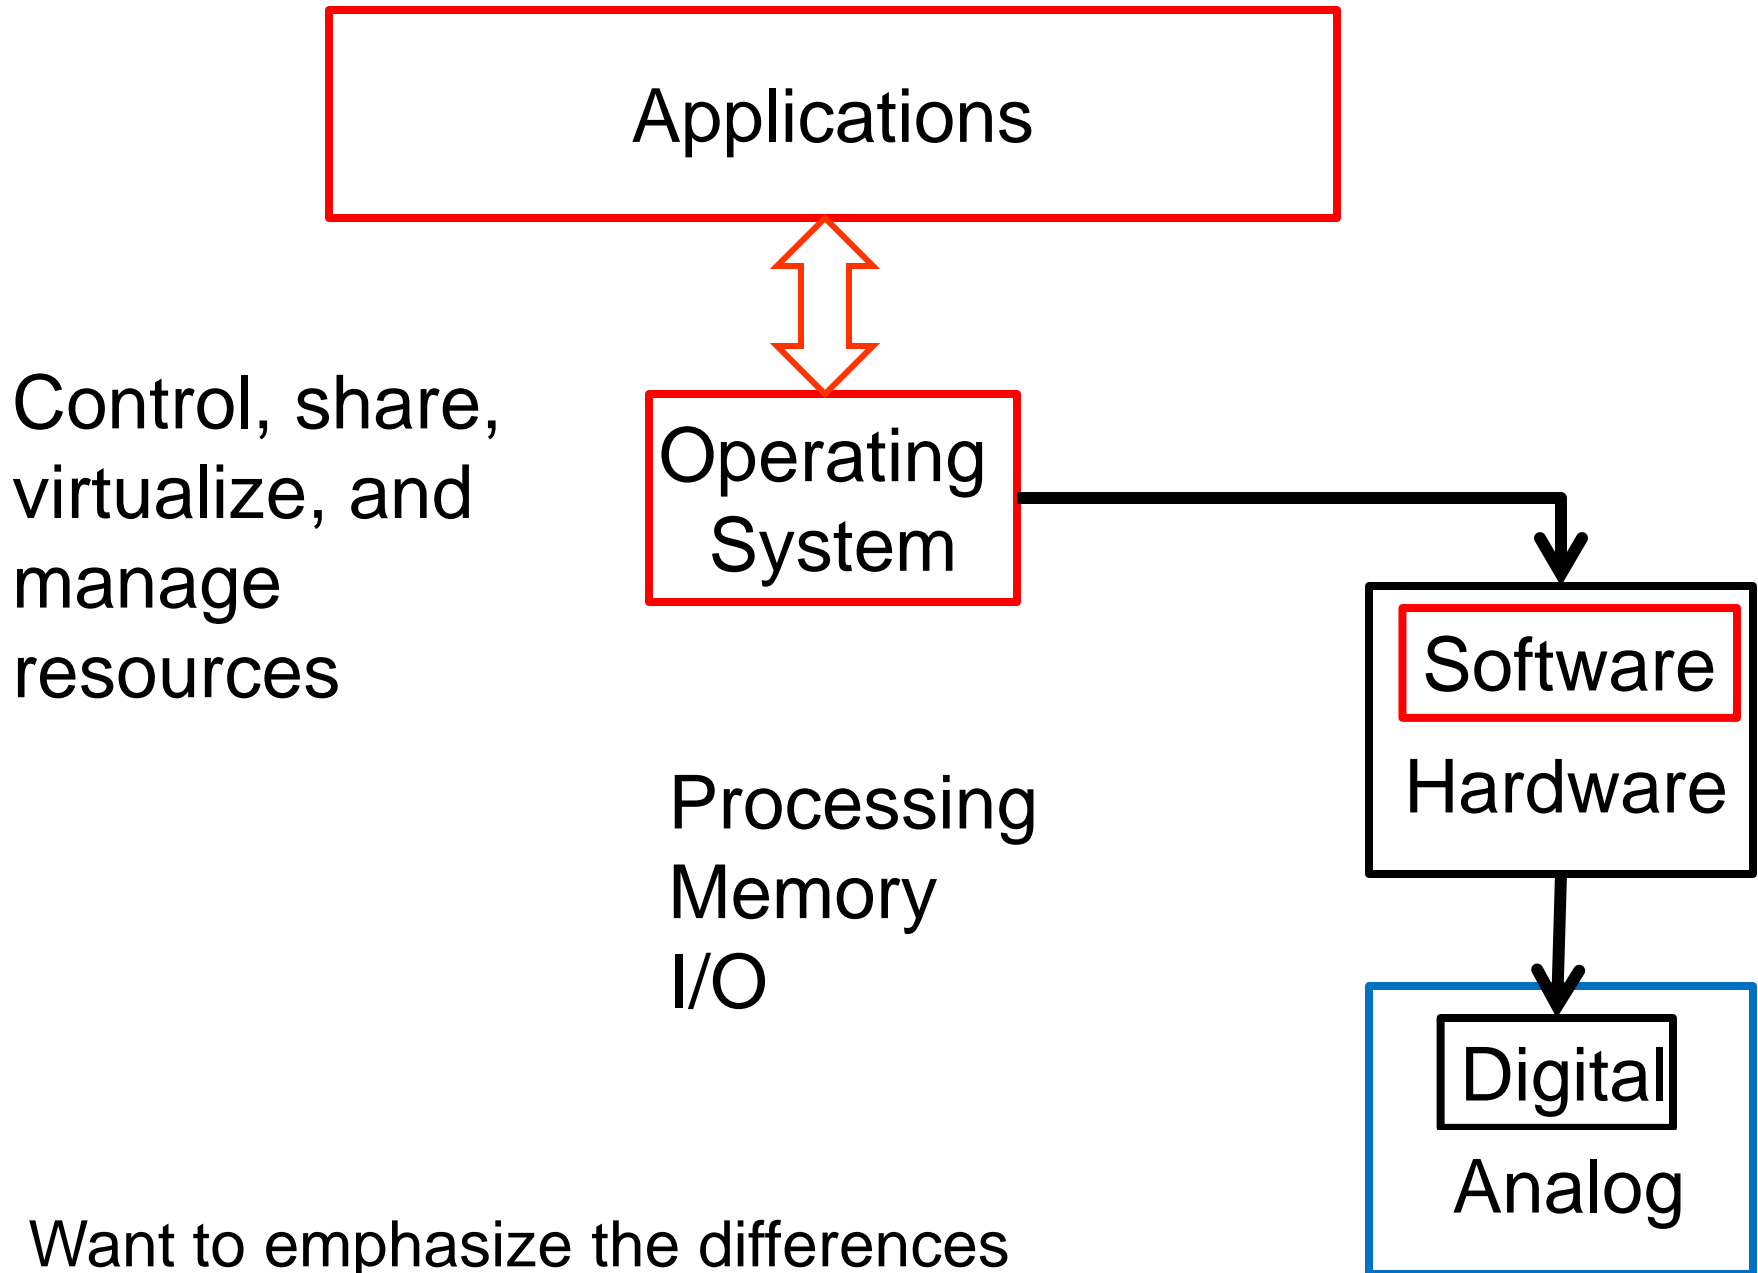 Applications
Control, share,
virtualize, and
manage
resources
Operating
System
Software
Hardware
Processing
Memory
I/O
Digital
Analog
Want to emphasize the differences